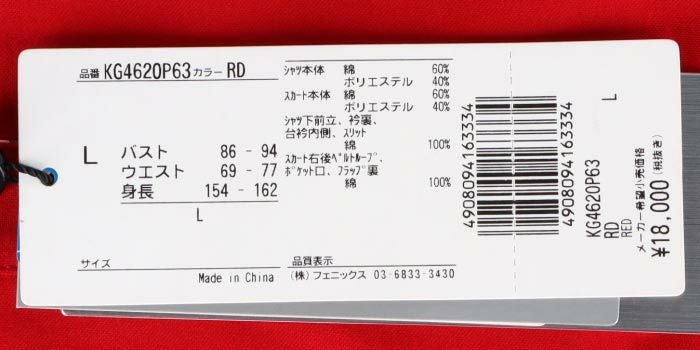 品番 KG4620P63 カラー RD
L バスト 86 - 94
ウエスト 69 - 77
身長 154 - 162
L
サイズ
Made in China
シャツ本体 綿 60%
ポリエステル 40%
スカート本体 綿 60%
ポリエステル 40%
シャツ下前立、衿裏、
台衿内側、スリット
綿 100%
スカート右後ベルトループ、
ポケット口、フラップ裏
綿 100%
品質表示
(株) フェニックス 03-6833-3430
4908094163334
4908094163334
L
KG4620P63
RD
RED
メーカー希望小売価格
¥18,000 (税抜き)